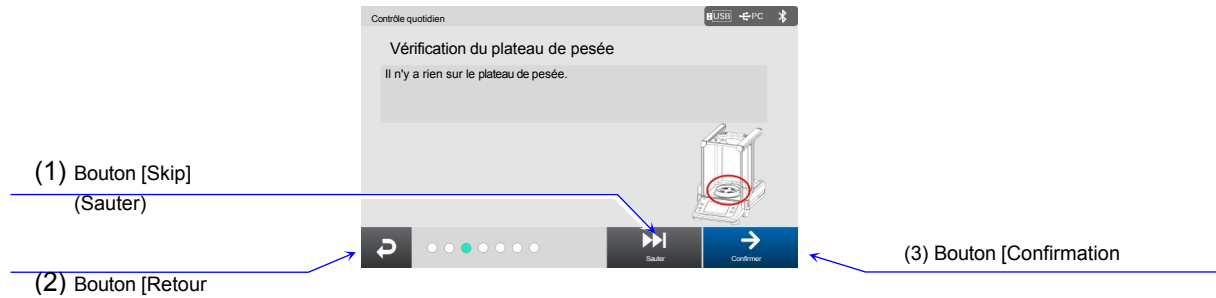 Contrôle quotidien
USB PC
Vérification du plateau de pesée
Il n'y a rien sur le plateau de pesée.
(1) Bouton [Skip]
(Sauter)
Sauter
Confirmer
(3) Bouton [Confirmation
(2) Bouton [Retour